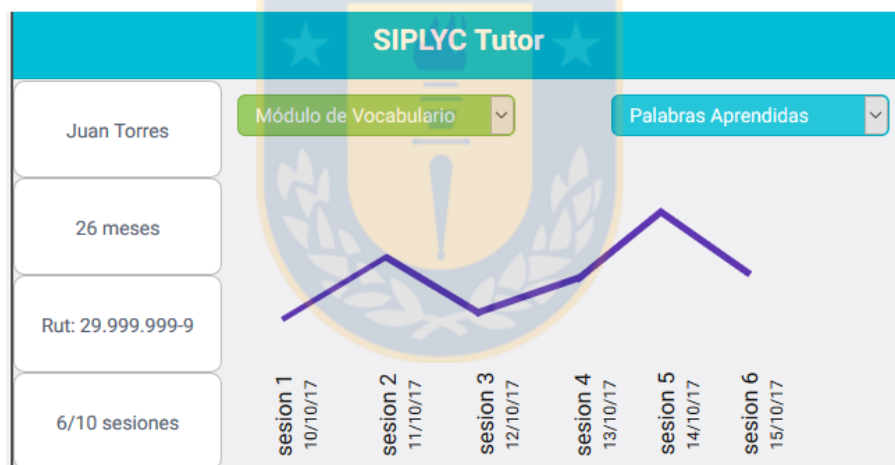 SIPLYC Tutor
Juan Torres
Módulo de Vocabulario
Palabras Aprendidas
26 meses
Rut: 29.999.999-9
6/10 sesiones
sesion 1
10/10/17
sesion 2
11/10/17
sesion 3
12/10/17
sesion 4
13/10/17
sesion 5
14/10/17
sesion 6
15/10/17